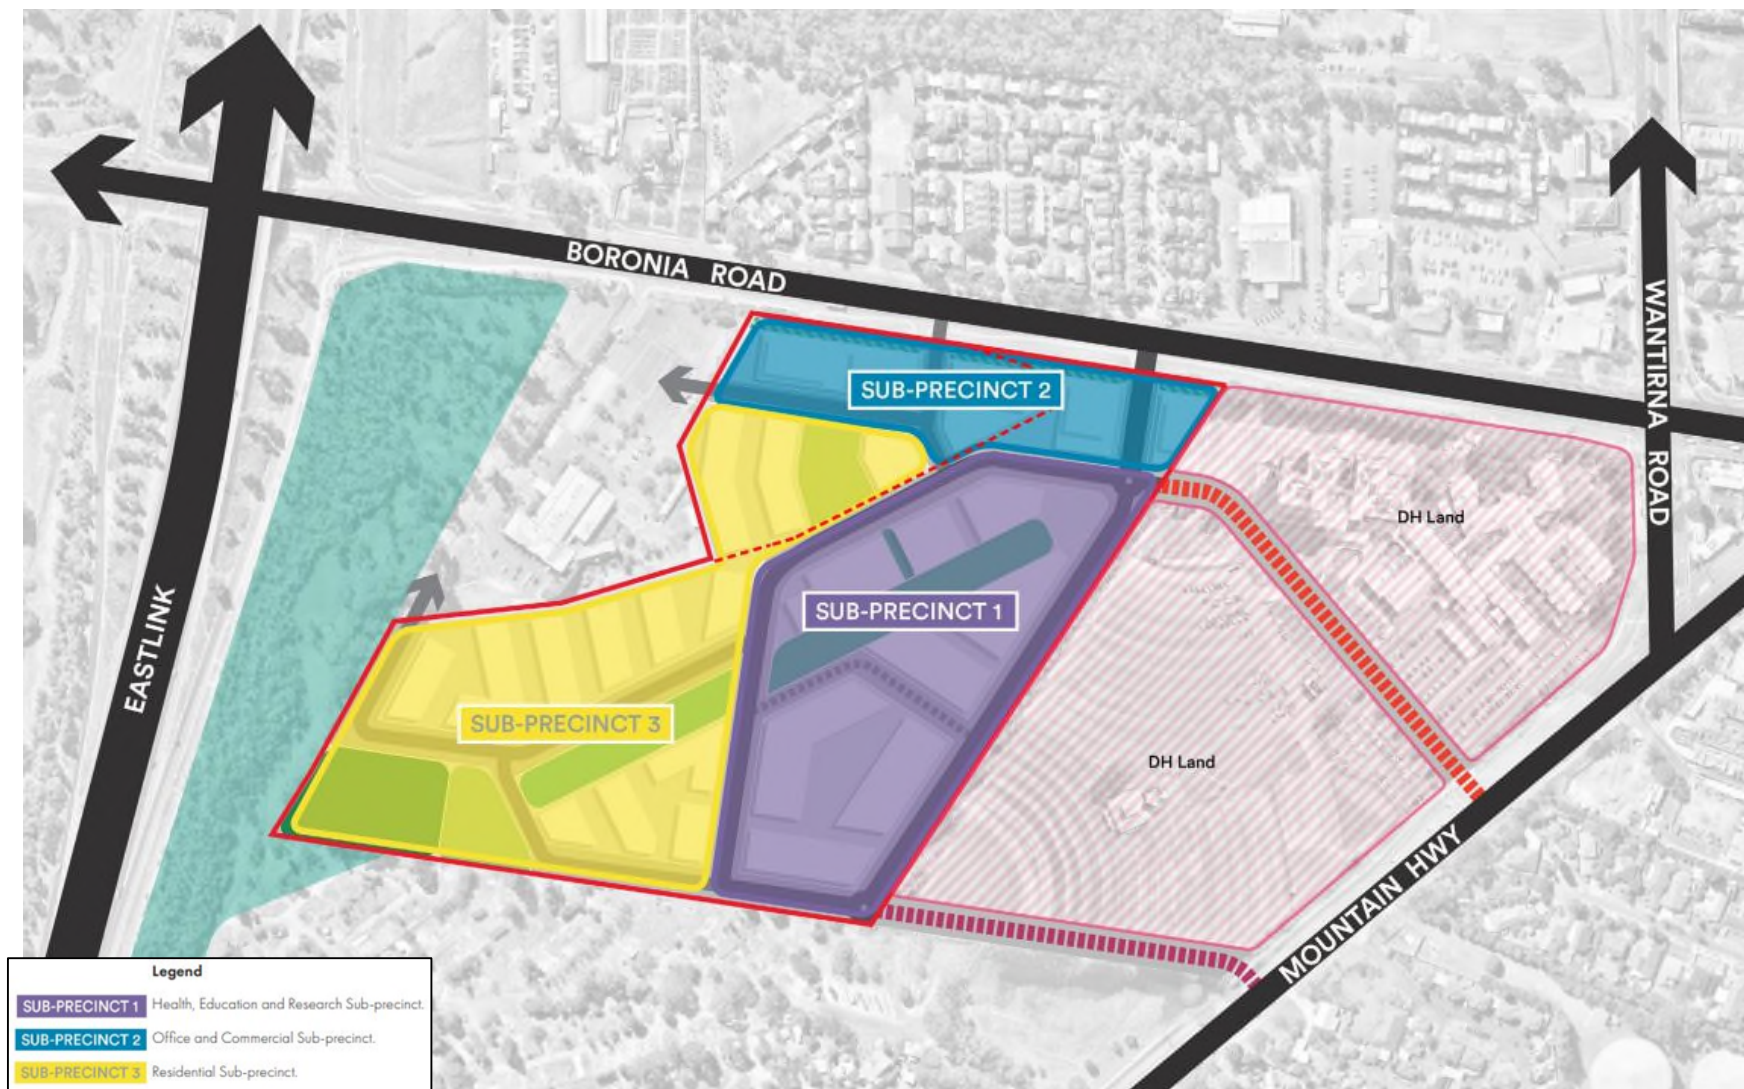 BORONIA ROAD
WANTIRNA ROAD
SUB-PRECINCT 2
DH Land
SUB-PRECINCT 1
EASTLINK
SUB-PRECINCT 3
DH Land
MOUNTAIN HWY
Legend
SUB-PRECINCT 1 Health, Education and Research Sub-precinct.
SUB-PRECINCT 2 Office and Commercial Sub-precinct.
SUB-PRECINCT 3 Residential Sub-precinct.